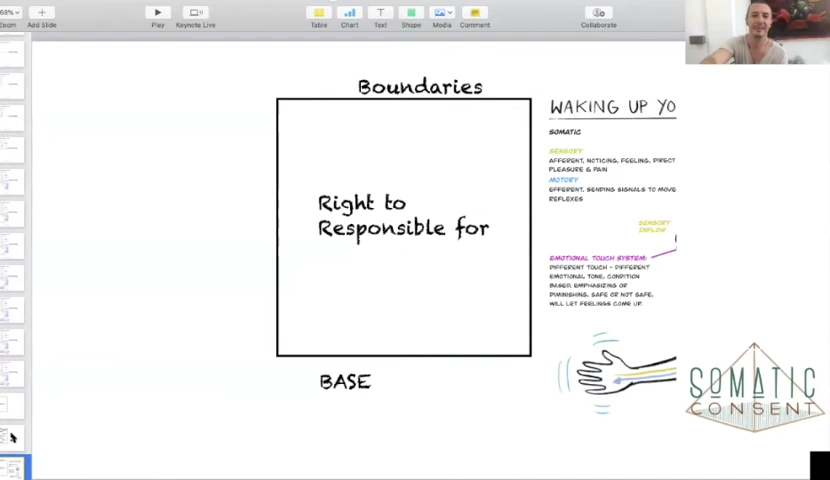 69%
Zoom
Add Slide
Play
Keynote Live
Table
Chart
Text
Shape
Media
Comment
Collaborate
Boundaries
Right to
Responsible for
BASE
WAKING UP YO
SOMATIC
SENSORY
AFFERENT, NOTICING, FEELING, DIRECT
PLEASURE & PAIN
MOTORY
EFFERENT, SENDING SIGNALS TO MOVE
REFLEXES
SENSORY
INFLOW
EMOTIONAL TOUCH SYSTEM:
DIFFERENT TOUCH - DIFFERENT
EMOTIONAL TONE, CONDITION
BASED, EMPHASIZING OR
DIMINISHING, SAFE OR NOT SAFE,
WILL LET FEELINGS COME UP.
SOMATIC
CONSENT